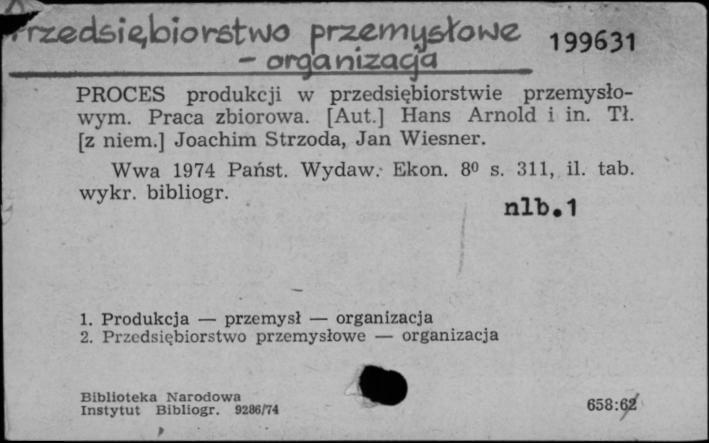 Przedsiębiorstwo przemysłowe
- organizacja
199631
PROCES produkcji w przedsiębiorstwie przemysło-
wym. Praca zbiorowa. [Aut.] Hans Arnold i in. Tł.
[z niem.] Joachim Strzoda, Jan Wiesner.
Wwa 1974 Państ. Wydaw. Ekon. 8⁰ s. 311, il. tab.
wykr. bibliogr.
nlb.1
1. Produkcja — przemysł — organizacja
2. Przedsiębiorstwo przemysłowe — organizacja
Biblioteka Narodowa
Instytut Bibliogr. 9286/74
658:62